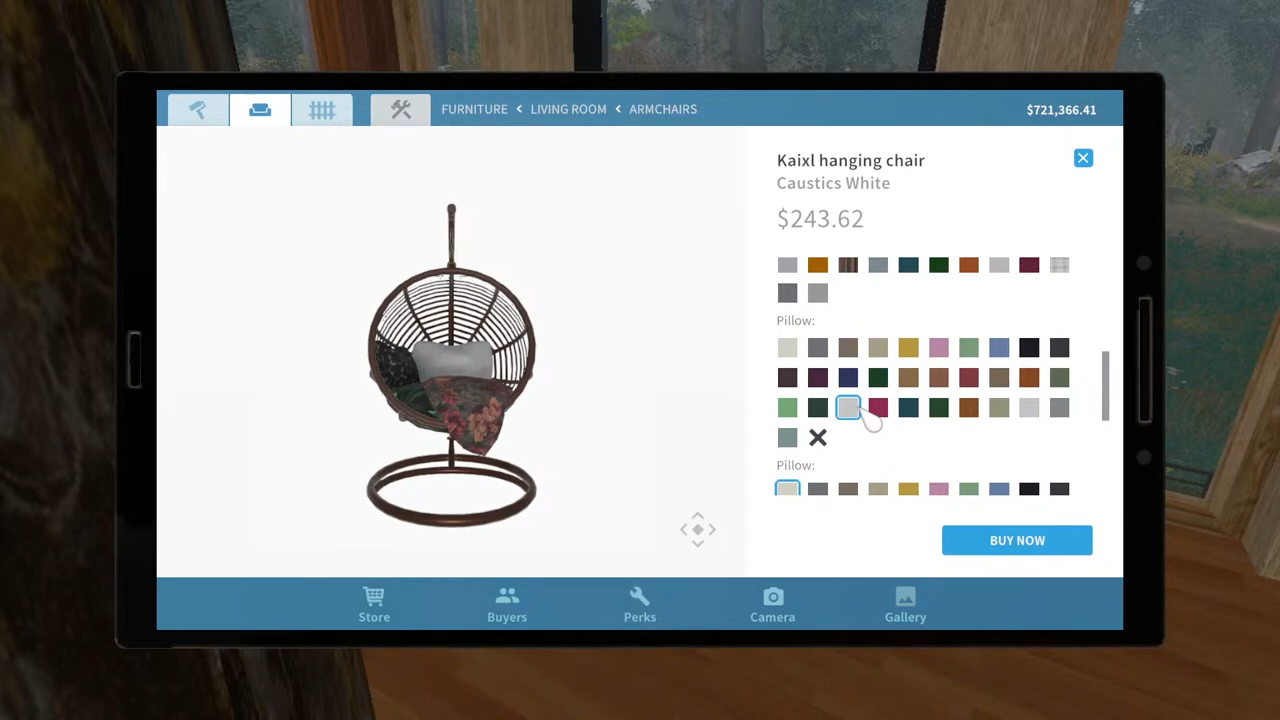 FURNITURE < LIVING ROOM < ARMCHAIRS
$721,366.41
Kaixl hanging chair
Caustics White
$243.62
Pillow:
Pillow:
BUY NOW
Store
Buyers
Perks
Camera
Gallery